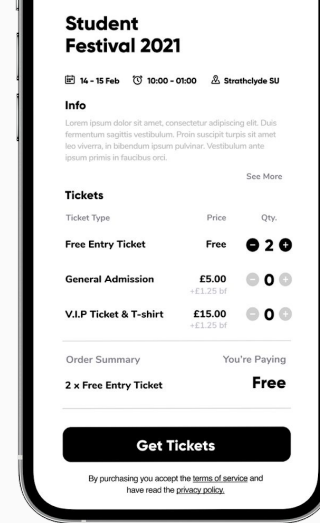 Student
Festival 2021
14 - 15 Feb 10:00 - 01:00 Strathclyde SU
Info
Lorem ipsum dolor sit amet, consectetur adipiscing elit. Duis
fermentum sagittis vestibulum. Proin suscipit turpis sit amet
leo viverra, in bibendum ipsum pulvinar. Vestibulum ante
ipsum primis in faucibus orci.
See More
Tickets
Ticket Type Price Qty.
Free Entry Ticket Free 2
General Admission £5.00 0
+£1.25 bf
V.I.P Ticket & T-shirt £15.00 0
+£1.25 bf
Order Summary You're Paying
2 x Free Entry Ticket Free
Get Tickets
By purchasing you accept the terms of service and
have read the privacy policy.